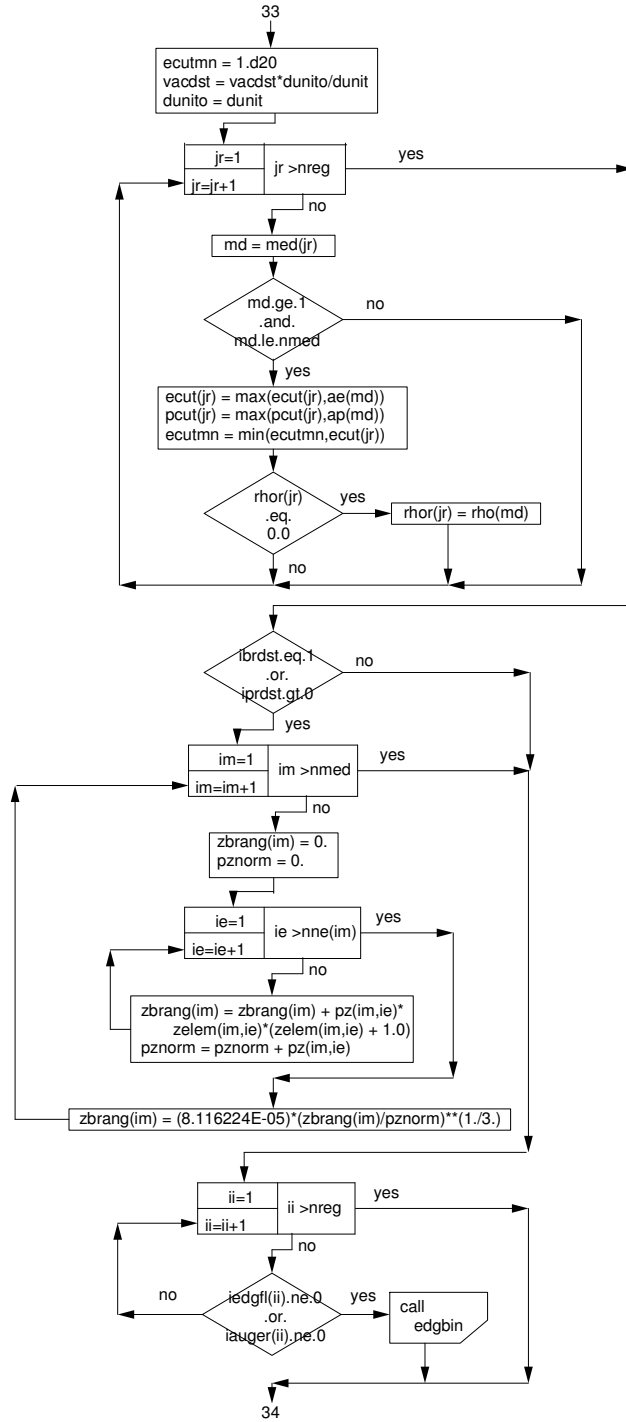 33
ecutmn = 1.d20
vacdst = vacdst*dunito/dunit
dunito = dunit
jr=1
jr=jr+1
jr >nreg
yes
no
md = med(jr)
md.ge.1
.and.
md.le.nmed
no
yes
ecut(jr) = max(ecut(jr),ae(md))
pcut(jr) = max(pcut(jr),ap(md))
ecutmn = min(ecutmn,ecut(jr))
rhor(jr)
.eq.
0.0
yes
rhor(jr) = rho(md)
no
ibrdst.eq.1
.or.
iprdst.gt.0
no
yes
im=1
im=im+1
im >nmed
yes
no
zbrang(im) = 0.
pznorm = 0.
ie=1
ie=ie+1
ie >nne(im)
yes
no
zbrang(im) = zbrang(im) + pz(im,ie)*
zelem(im,ie)*(zelem(im,ie) + 1.0)
pznorm = pznorm + pz(im,ie)
zbrang(im) = (8.116224E-05)*(zbrang(im)/pznorm)**(1./3.)
ii=1
ii=ii+1
ii >nreg
yes
no
no
iedgfl(ii).ne.0
.or.
iauger(ii).ne.0
yes
call
edgbin
34